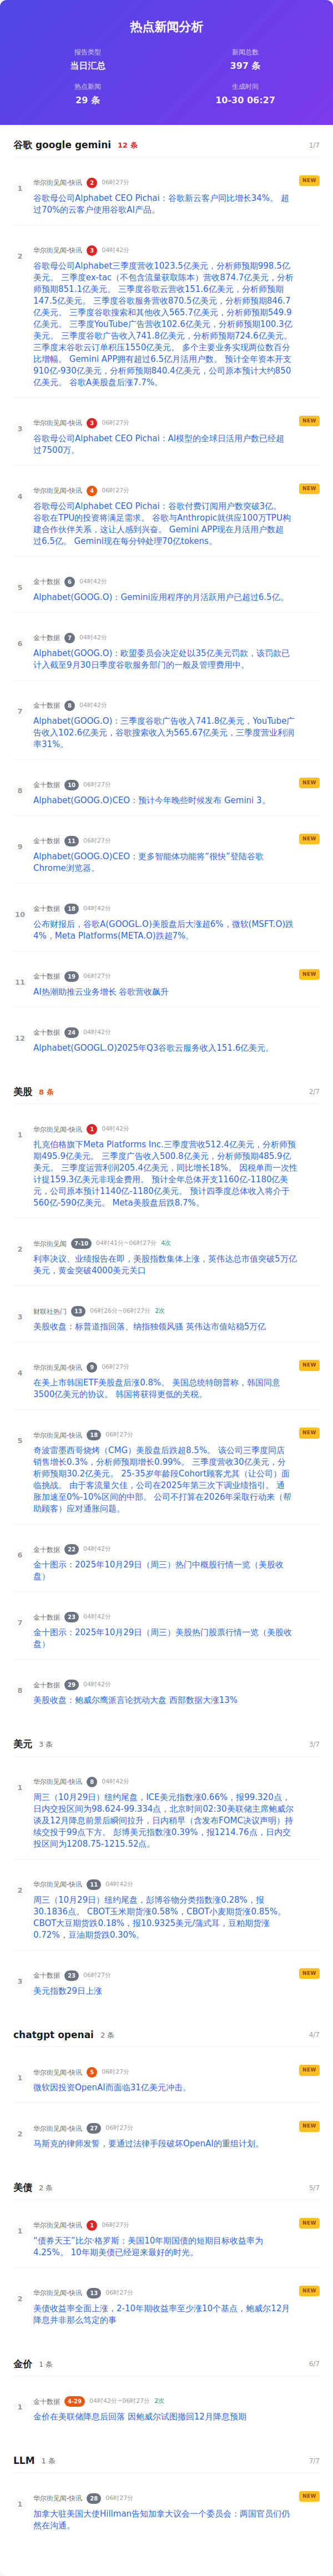 热点新闻分析
报告类型
新闻总数
当日汇总
397 条
热点新闻
生成时间
29 条
10-30 06:27
谷歌 google gemini 12 条 1/7
1 华尔街见闻-快讯 2 06时27分 NEW
谷歌母公司Alphabet CEO Pichai：谷歌新云客户同比增长34%。 超
过70%的云客户使用谷歌AI产品。
2 华尔街见闻-快讯 3 04时42分
谷歌母公司Alphabet三季度营收1023.5亿美元，分析师预期998.5亿
美元。 三季度ex-tac（不包含流量获取陈本）营收874.7亿美元，分析
师预期851.1亿美元。 三季度谷歌云营收151.6亿美元，分析师预期
147.5亿美元。 三季度谷歌服务营收870.5亿美元，分析师预期846.7
亿美元。 三季度谷歌搜索和其他收入565.7亿美元，分析师预期549.9
亿美元。 三季度YouTube广告营收102.6亿美元，分析师预期100.3亿
美元。 三季度谷歌广告收入741.8亿美元，分析师预期724.6亿美元。
三季度末谷歌云订单积压1550亿美元。 多个主要业务实现两位数百分
比增幅。 Gemini APP拥有超过6.5亿月活用户数。 预计全年资本开支
910亿-930亿美元，分析师预期840.4亿美元，公司原本预计大约850
亿美元。 谷歌A美股盘后涨7.7%。
3 华尔街见闻-快讯 3 06时27分 NEW
谷歌母公司Alphabet CEO Pichai：AI模型的全球日活用户数已经超
过7500万。
4 华尔街见闻-快讯 4 06时27分 NEW
谷歌母公司Alphabet CEO Pichai：谷歌付费订阅用户数突破3亿。
谷歌在TPU的投资将满足需求。 谷歌与Anthropic就供应100万TPU构
建合作伙伴关系，这让人感到兴奋。 Gemini APP现在月活用户数超
过6.5亿。 Gemini现在每分钟处理70亿tokens。
5 金十数据 6 04时42分
Alphabet(GOOG.O)：Gemini应用程序的月活跃用户已超过6.5亿。
6 金十数据 7 04时42分
Alphabet(GOOG.O)：欧盟委员会决定处以35亿美元罚款，该罚款已
计入截至9月30日季度谷歌服务部门的一般及管理费用中。
7 金十数据 8 04时42分
Alphabet(GOOG.O)：三季度谷歌广告收入741.8亿美元，YouTube广
告收入102.6亿美元，谷歌搜索收入为565.67亿美元，三季度营业利润
率31%。
8 金十数据 10 06时27分 NEW
Alphabet(GOOG.O)CEO：预计今年晚些时候发布 Gemini 3。
9 金十数据 11 06时27分 NEW
Alphabet(GOOG.O)CEO：更多智能体功能将“很快”登陆谷歌
Chrome浏览器。
10 金十数据 18 04时42分
公布财报后，谷歌A(GOOGL.O)美股盘后大涨超6%，微软(MSFT.O)跌
4%，Meta Platforms(META.O)跌超7%。
11 金十数据 19 06时27分 NEW
AI热潮助推云业务增长 谷歌营收飙升
12 金十数据 24 04时42分
Alphabet(GOOGL.O)2025年Q3谷歌云服务收入151.6亿美元。
美股 8 条 2/7
1 华尔街见闻-快讯 1 04时42分
扎克伯格旗下Meta Platforms Inc.三季度营收512.4亿美元，分析师预
期495.9亿美元。 三季度广告收入500.8亿美元，分析师预期485.9亿
美元。 三季度运营利润205.4亿美元，同比增长18%。 因税单而一次性
计提159.3亿美元非现金费用。 预计全年总体开支1160亿-1180亿美
元，公司原本预计1140亿-1180亿美元。 预计四季度总体收入将介于
560亿-590亿美元。 Meta美股盘后跌8.7%。
2 华尔街见闻 7-10 04时41分~06时27分 4次
利率决议、业绩报告在即，美股指数集体上涨，英伟达总市值突破5万亿
美元，黄金突破4000美元关口
3 财联社热门 13 06时26分~06时27分 2次
美股收盘：标普道指回落、纳指独领风骚 英伟达市值站稳5万亿
4 华尔街见闻-快讯 9 06时27分 NEW
在美上市韩国ETF美股盘后涨0.8%。 美国总统特朗普称，韩国同意
3500亿美元的协议。 韩国将获得更低的关税。
5 华尔街见闻-快讯 18 06时27分 NEW
奇波雷墨西哥烧烤（CMG）美股盘后跌超8.5%。 该公司三季度同店
销售增长0.3%，分析师预期增长0.99%。 三季度营收30亿美元，分
析师预期30.2亿美元。 25-35岁年龄段Cohort顾客尤其（让公司）面
临挑战。 由于客流量欠佳，公司在2025年第三次下调业绩指引。 通
胀加速至0%-10%区间的中部。 公司不打算在2026年采取行动来（帮
助顾客）应对通胀问题。
6 金十数据 22 04时42分
金十图示：2025年10月29日（周三）热门中概股行情一览（美股收
盘）
7 金十数据 23 04时42分
金十图示：2025年10月29日（周三）美股热门股票行情一览（美股收
盘）
8 金十数据 29 04时42分
美股收盘：鲍威尔鹰派言论扰动大盘 西部数据大涨13%
美元 3 条 3/7
1 华尔街见闻-快讯 8 04时42分
周三（10月29日）纽约尾盘，ICE美元指数涨0.66%，报99.320点，
日内交投区间为98.624-99.334点，北京时间02:30美联储主席鲍威尔
谈及12月降息前景后瞬间拉升，日内稍早（含发布FOMC决议声明）持
续交投于99点下方。 彭博美元指数涨0.39%，报1214.76点，日内交
投区间为1208.75-1215.52点。
2 华尔街见闻-快讯 11 04时42分
周三（10月29日）纽约尾盘，彭博谷物分类指数涨0.28%，报
30.1836点。 CBOT玉米期货涨0.58%，CBOT小麦期货涨0.85%。
CBOT大豆期货跌0.18%，报10.9325美元/蒲式耳，豆粕期货涨
0.72%，豆油期货跌0.30%。
3 金十数据 23 06时27分 NEW
美元指数29日上涨
chatgpt openai 2 条 4/7
1 华尔街见闻-快讯 5 06时27分 NEW
微软因投资OpenAI而面临31亿美元冲击。
2 华尔街见闻-快讯 27 06时27分 NEW
马斯克的律师发誓，要通过法律手段破坏OpenAI的重组计划。
美债 2 条 5/7
1 华尔街见闻-快讯 1 06时27分 NEW
“债券天王”比尔·格罗斯：美国10年期国债的短期目标收益率为
4.25%。 10年期美债已经迎来最好的时光。
2 华尔街见闻-快讯 13 06时27分 NEW
美债收益率全面上涨，2-10年期收益率至少涨10个基点，鲍威尔12月
降息并非那么笃定的事
金价 1 条 6/7
1 金十数据 4-29 04时42分~06时27分 2次
金价在美联储降息后回落 因鲍威尔试图撤回12月降息预期
LLM 1 条 7/7
1 华尔街见闻-快讯 28 06时27分 NEW
加拿大驻美国大使Hillman告知加拿大议会一个委员会：两国官员们仍
然在沟通。